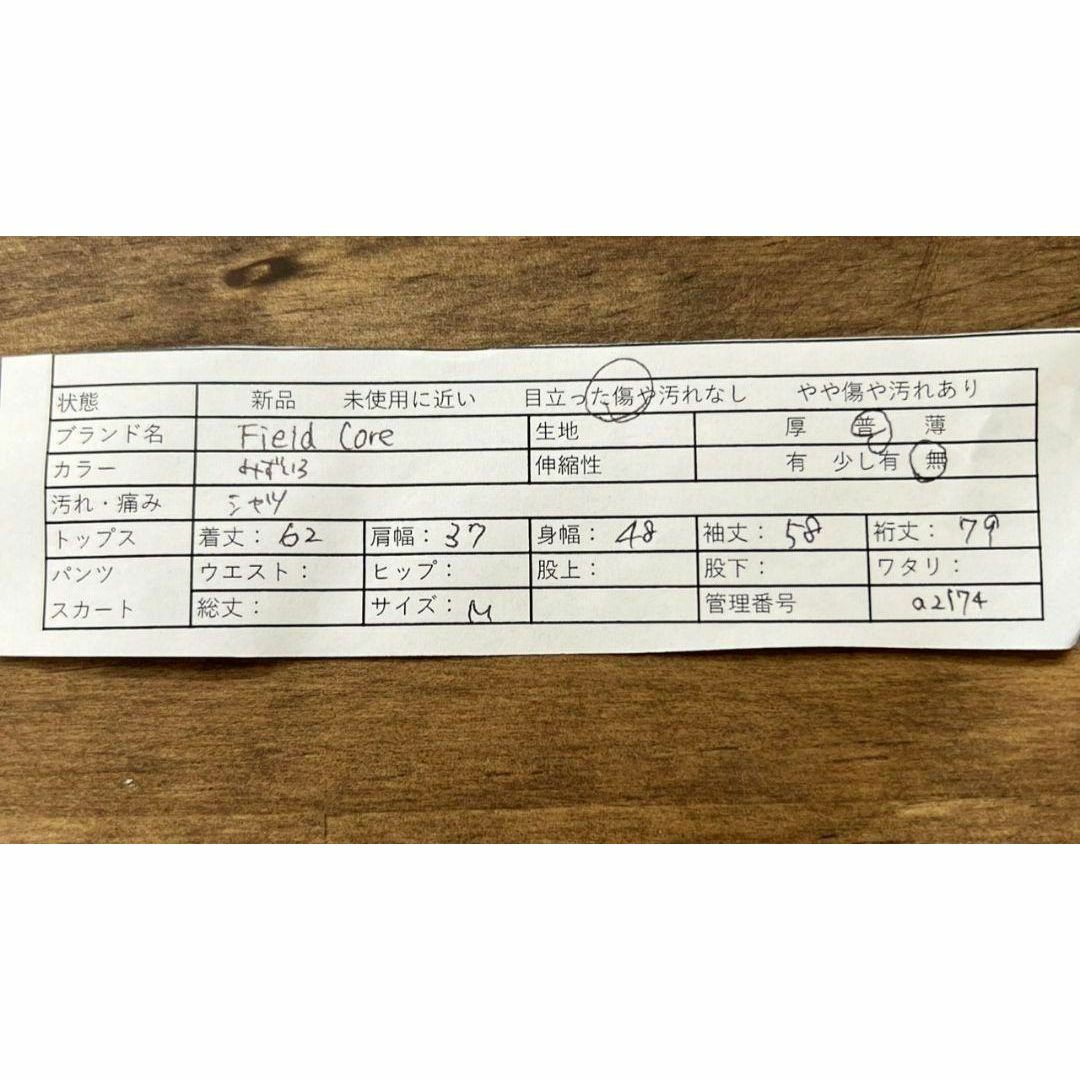 状態 新品 未使用に近い 目立った傷や汚れなし やや傷や汚れあり
ブランド名 Field Core 生地 厚 普 薄
カラー みずいろ 伸縮性 有 少し有 無
汚れ・痛み シャツ
トップス 着丈：62 肩幅：37 身幅：48 袖丈：58 裄丈：79
パンツ ウエスト： ヒップ： 股上： 股下： ワタリ：
スカート 総丈： サイズ：M 管理番号 a2174